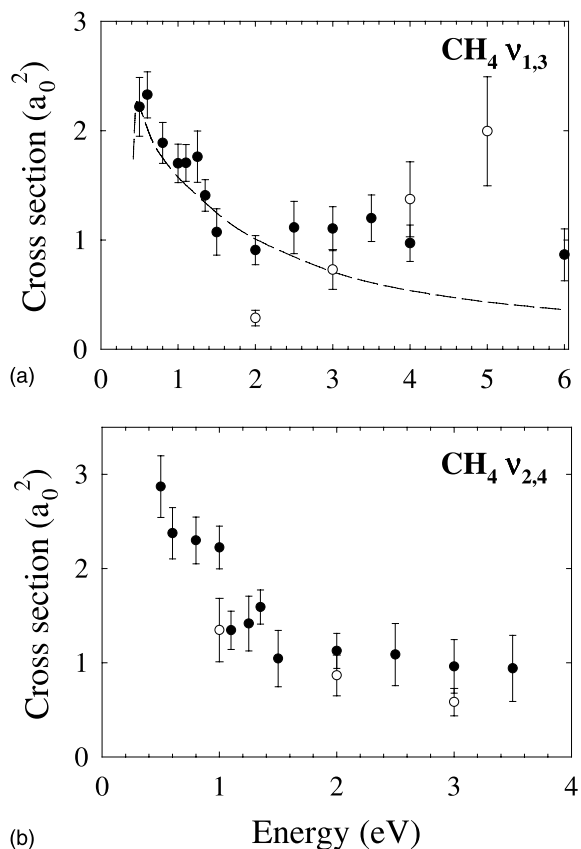 3
CH₄ ν₁,₃
2
1
0
Cross section (a₀²)
(a)
0 1 2 3 4 5 6
CH₄ ν₂,₄
3
2
1
0
Cross section (a₀²)
0 1 2 3 4
(b)
Energy (eV)